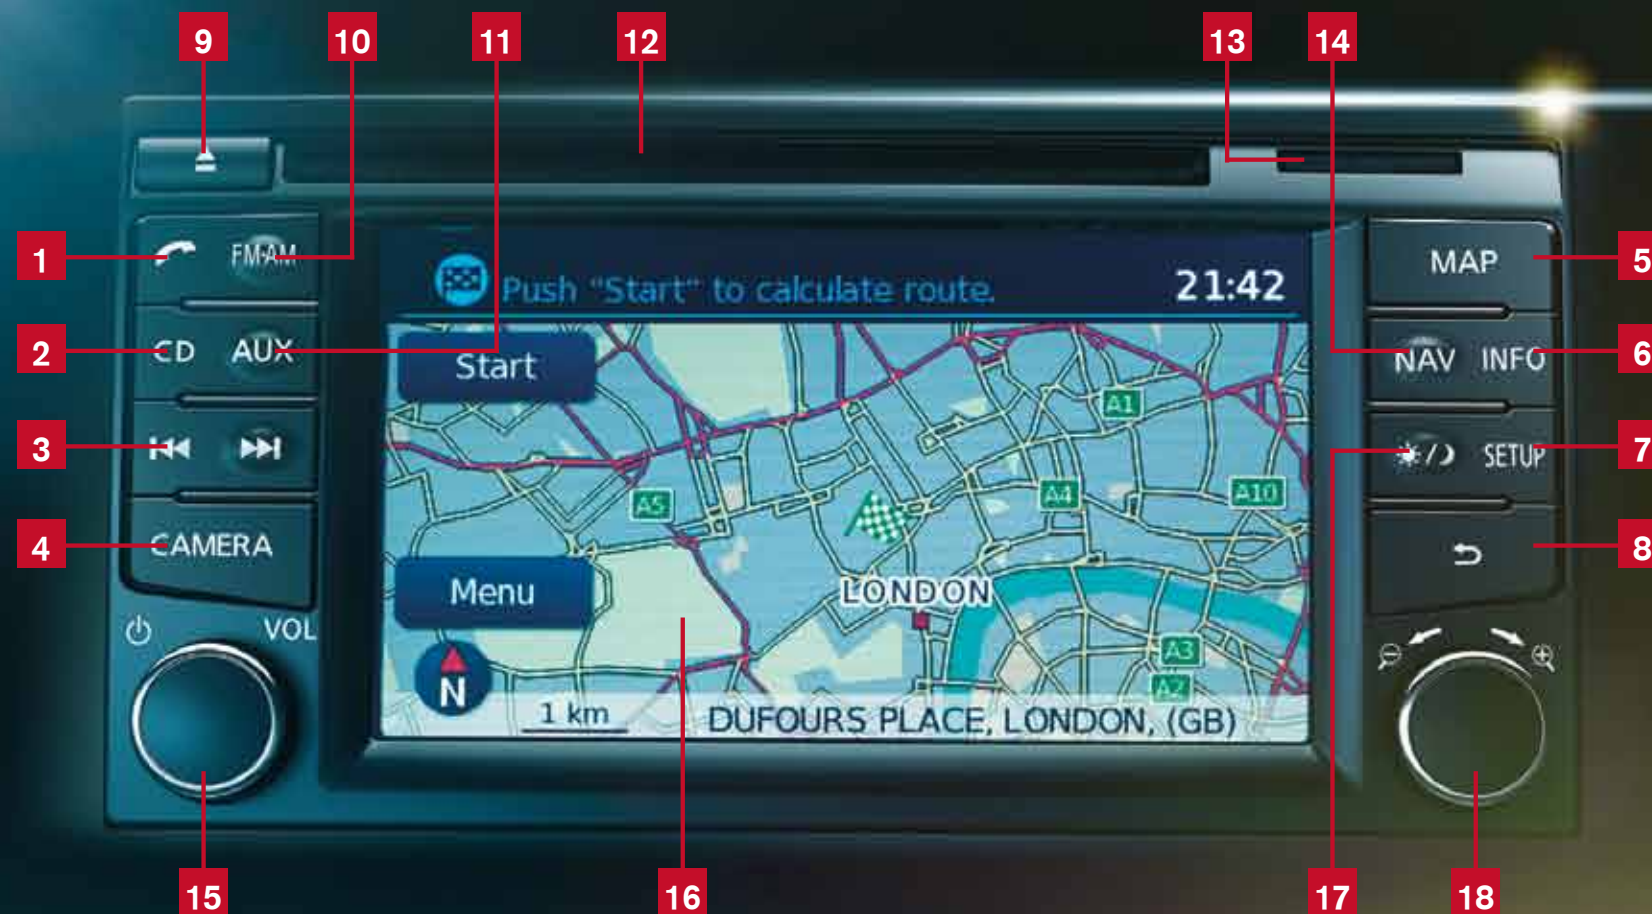 9 10 11 12 13 14
1 FM·AM MAP 5
Push "Start" to calculate route. 21:42
2 CD AUX Start NAV INFO 6
A1
3 SETUP 7
A5 A4 A10
4 CAMERA 8
Menu LONDON
VOL
A3
A2
N
1 km DUFOURS PLACE, LONDON, (GB)
15 16 17 18